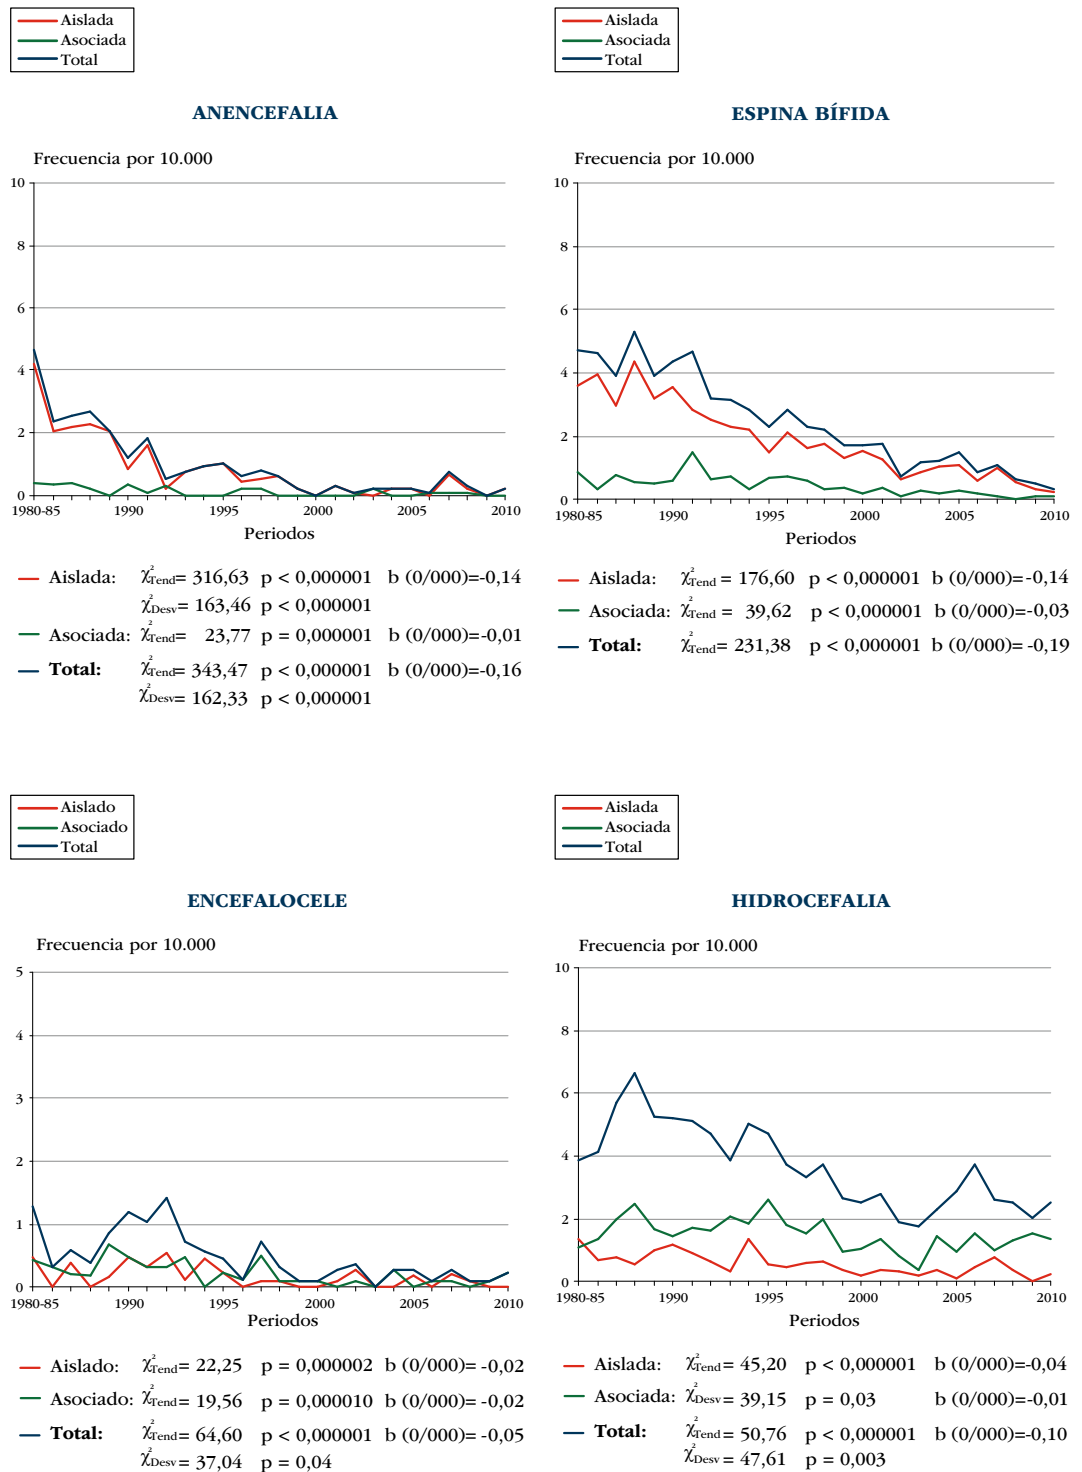 Aislada
Asociada
Total
ANENCEFALIA
Frecuencia por 10.000
10
8
6
4
2
0
1980-85 1990 1995 2000 2005 2010
Periodos
Aislada: χ²Tend= 316,63 p < 0,000001 b (0/000)=-0,14
χ²Desv= 163,46 p < 0,000001
Asociada: χ²Tend= 23,77 p = 0,000001 b (0/000)=-0,01
Total: χ²Tend= 343,47 p < 0,000001 b (0/000)=-0,16
χ²Desv= 162,33 p < 0,000001
Aislada
Asociada
Total
ESPINA BÍFIDA
Frecuencia por 10.000
10
8
6
4
2
0
1980-85 1990 1995 2000 2005 2010
Periodos
Aislada: χ²Tend = 176,60 p < 0,000001 b (0/000)=-0,14
Asociada: χ²Tend = 39,62 p < 0,000001 b (0/000)=-0,03
Total: χ²Tend = 231,38 p < 0,000001 b (0/000)= -0,19
Aislado
Asociado
Total
ENCEFALOCELE
Frecuencia por 10.000
5
4
3
2
1
0
1980-85 1990 1995 2000 2005 2010
Periodos
Aislado: χ²Tend= 22,25 p = 0,000002 b (0/000)= -0,02
Asociado: χ²Tend= 19,56 p = 0,000010 b (0/000)= -0,02
Total: χ²Tend= 64,60 p < 0,000001 b (0/000)= -0,05
χ²Desv= 37,04 p = 0,04
Aislada
Asociada
Total
HIDROCEFALIA
Frecuencia por 10.000
10
8
6
4
2
0
1980-85 1990 1995 2000 2005 2010
Periodos
Aislada: χ²Tend= 45,20 p < 0,000001 b (0/000)=-0,04
Asociada: χ²Desv= 39,15 p = 0,03 b (0/000)=-0,01
Total: χ²Tend= 50,76 p < 0,000001 b (0/000)=-0,10
χ²Desv= 47,61 p = 0,003